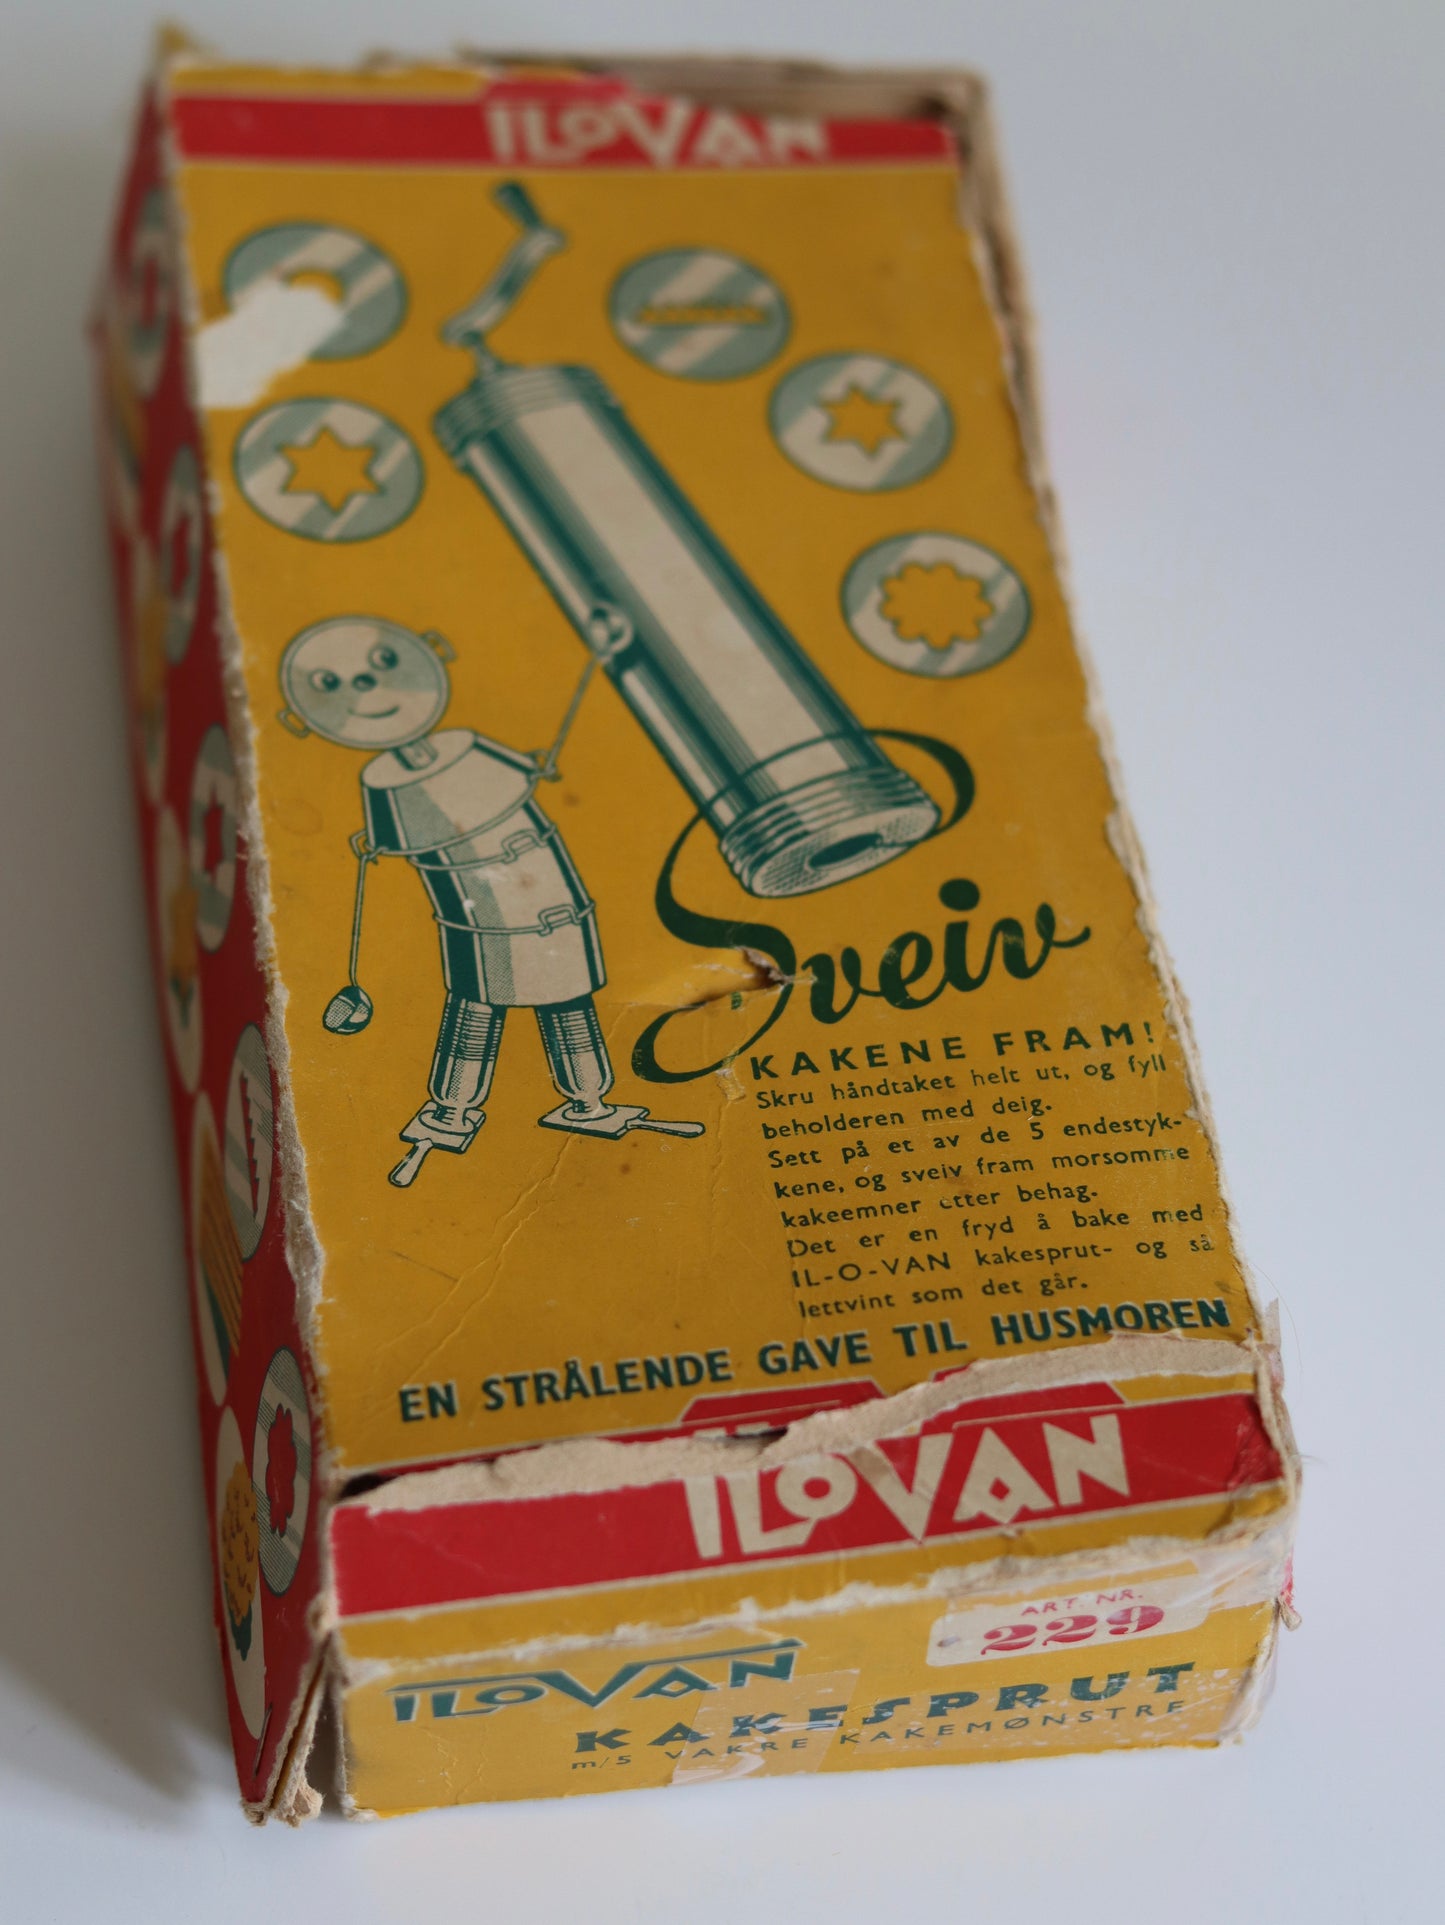 ILOVAN
Sveiv
KAKENE FRAM!
Skru håndtaket helt ut, og fyll
beholderen med deig.
Sett på et av de 5 endestyk-
kene, og sveiv fram morsomme
kakeemner etter behag.
Det er en fryd å bake med
IL-O-VAN kakesprut- og så
lettvint som det går.
EN STRÅLENDE GAVE TIL HUSMOREN
ILOVAN
ART. NR.
229
ILOVAN
KAKESPRUT
m/5 VAKRE KAKEMØNSTRE